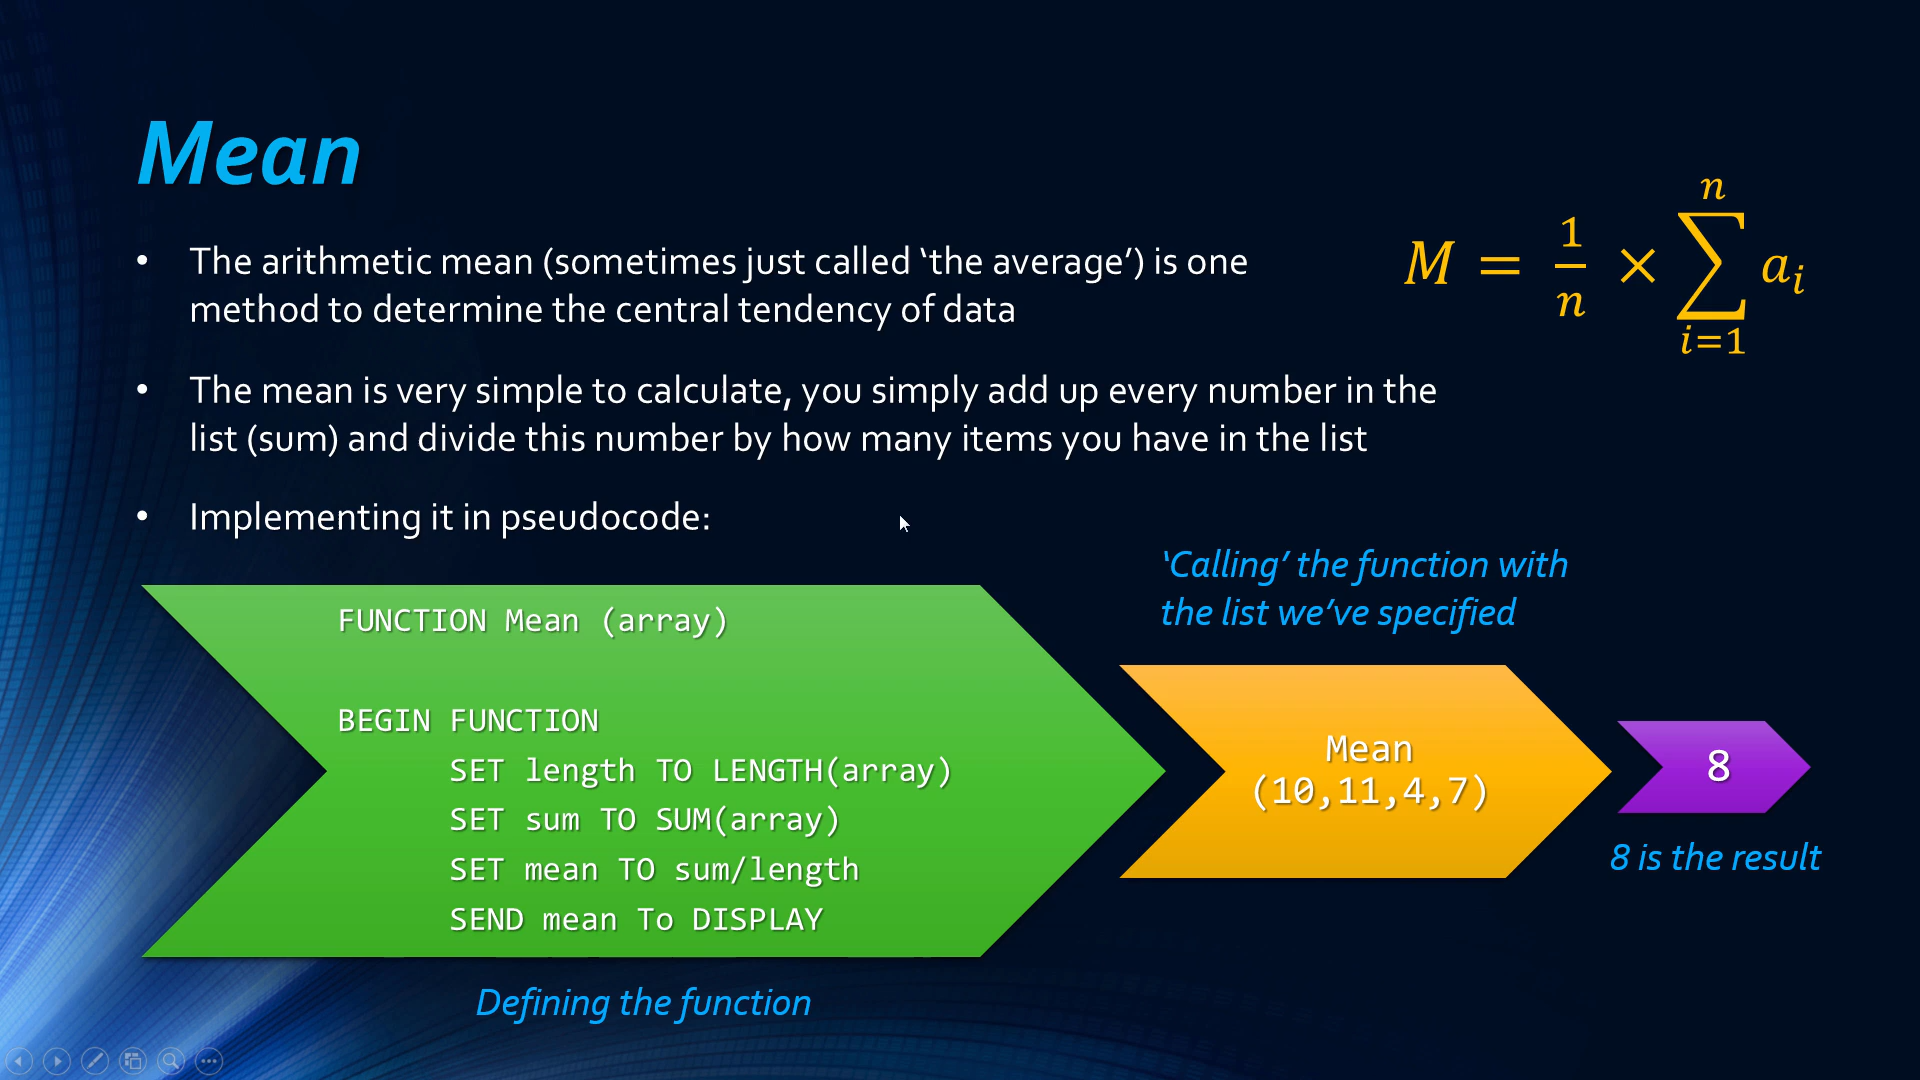 Mean
• The arithmetic mean (sometimes just called ‘the average’) is one
method to determine the central tendency of data
M = 1/n × ∑ i=1 n aᵢ
• The mean is very simple to calculate, you simply add up every number in the
list (sum) and divide this number by how many items you have in the list
• Implementing it in pseudocode:
FUNCTION Mean (array)
BEGIN FUNCTION
SET length TO LENGTH(array)
SET sum TO SUM(array)
SET mean TO sum/length
SEND mean To DISPLAY
Defining the function
‘Calling’ the function with
the list we’ve specified
Mean
(10,11,4,7)
8
8 is the result